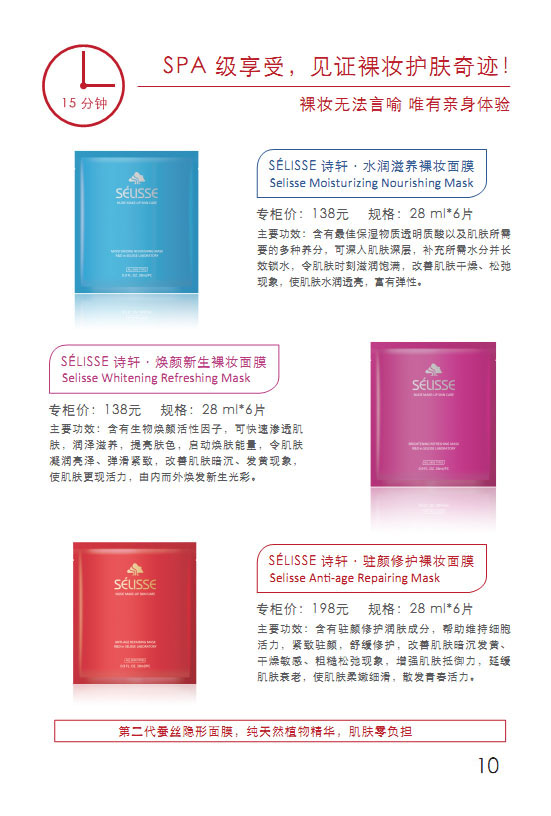 SPA 级享受，见证裸妆护肤奇迹！
15 分钟
裸妆无法言喻 唯有亲身体验
SÉLISSE
NUDE MAKE-UP SKIN CARE
SÉLISSE 诗轩·水润滋养裸妆面膜
Selisse Moisturizing Nourishing Mask
专柜价：138元 规格：28 ml*6片
主要功效：含有最佳保湿物质透明质酸以及肌肤所需
要的多种养分，可深入肌肤深层，补充所需水分并长
效锁水，令肌肤时刻滋润饱满，改善肌肤干燥、松弛
现象，使肌肤水润透亮，富有弹性。
SÉLISSE 诗轩·焕颜新生裸妆面膜
Selisse Whitening Refreshing Mask
专柜价：138元 规格：28 ml*6片
主要功效：含有生物焕颜活性因子，可快速渗透肌
肤，润泽滋养，提亮肤色，启动焕肤能量，令肌肤
凝润亮泽、弹滑紧致，改善肌肤暗沉、发黄现象，
使肌肤更现活力，由内而外焕发新生光彩。
SÉLISSE
NUDE MAKE-UP SKIN CARE
SÉLISSE
NUDE MAKE-UP SKIN CARE
SÉLISSE 诗轩·驻颜修护裸妆面膜
Selisse Anti-age Repairing Mask
专柜价：198元 规格：28 ml*6片
主要功效：含有驻颜修护润肤成分，帮助维持细胞
活力，紧致驻颜，舒缓修护，改善肌肤暗沉发黄、
干燥敏感、粗糙松弛现象，增强肌肤抵御力，延缓
肌肤衰老，使肌肤柔嫩细滑，散发青春活力。
第二代蚕丝隐形面膜，纯天然植物精华，肌肤零负担
10